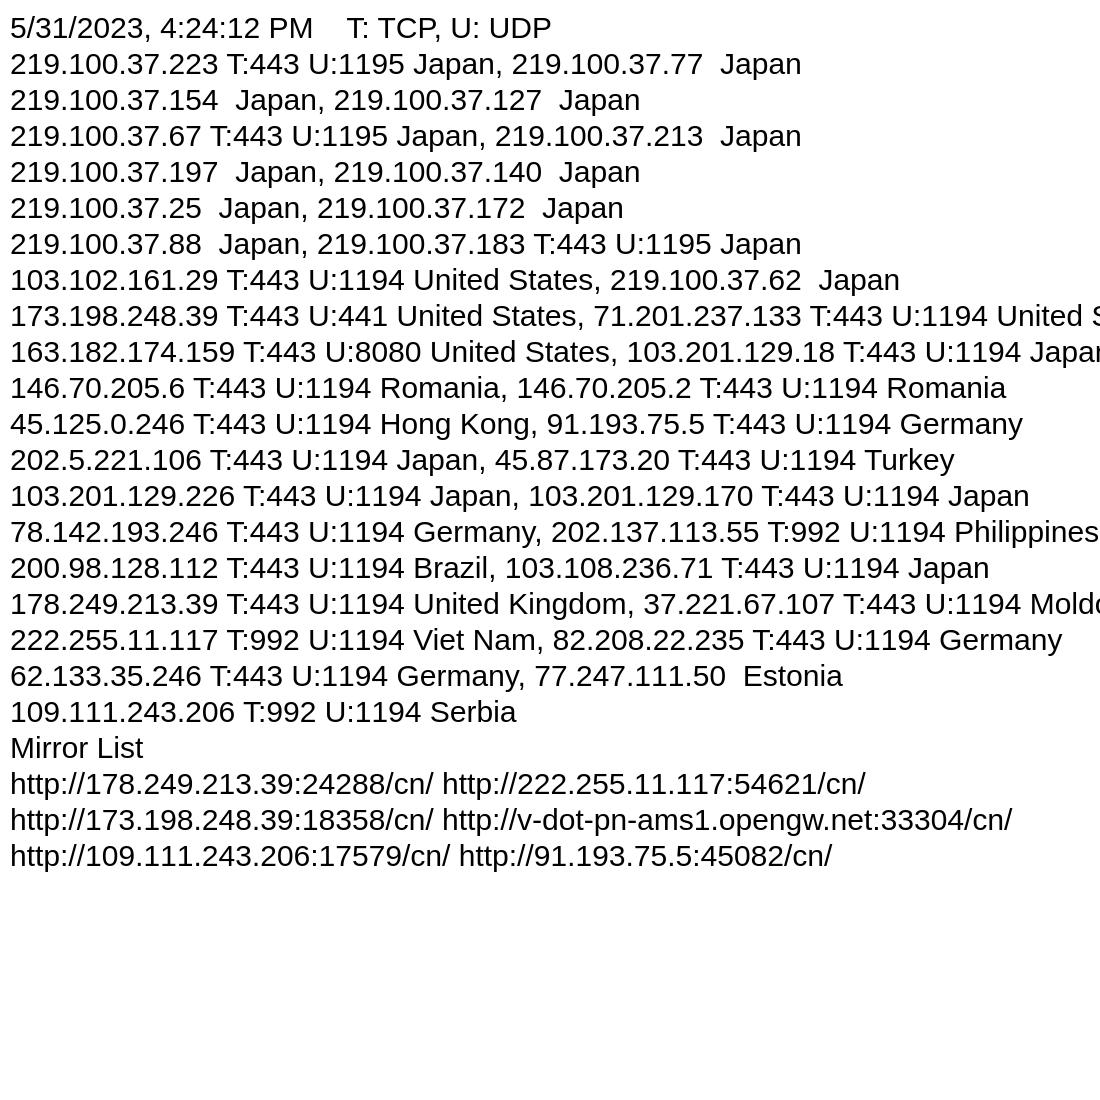 5/31/2023, 4:24:12 PM    T: TCP, U: UDP
219.100.37.223 T:443 U:1195 Japan, 219.100.37.77  Japan
219.100.37.154  Japan, 219.100.37.127  Japan
219.100.37.67 T:443 U:1195 Japan, 219.100.37.213  Japan
219.100.37.197  Japan, 219.100.37.140  Japan
219.100.37.25  Japan, 219.100.37.172  Japan
219.100.37.88  Japan, 219.100.37.183 T:443 U:1195 Japan
103.102.161.29 T:443 U:1194 United States, 219.100.37.62  Japan
173.198.248.39 T:443 U:441 United States, 71.201.237.133 T:443 U:1194 United
163.182.174.159 T:443 U:8080 United States, 103.201.129.18 T:443 U:1194 Japan
146.70.205.6 T:443 U:1194 Romania, 146.70.205.2 T:443 U:1194 Romania
45.125.0.246 T:443 U:1194 Hong Kong, 91.193.75.5 T:443 U:1194 Germany
202.5.221.106 T:443 U:1194 Japan, 45.87.173.20 T:443 U:1194 Turkey
103.201.129.226 T:443 U:1194 Japan, 103.201.129.170 T:443 U:1194 Japan
78.142.193.246 T:443 U:1194 Germany, 202.137.113.55 T:992 U:1194 Philippines
200.98.128.112 T:443 U:1194 Brazil, 103.108.236.71 T:443 U:1194 Japan
178.249.213.39 T:443 U:1194 United Kingdom, 37.221.67.107 T:443 U:1194
222.255.11.117 T:992 U:1194 Viet Nam, 82.208.22.235 T:443 U:1194 Germany
62.133.35.246 T:443 U:1194 Germany, 77.247.111.50  Estonia
109.111.243.206 T:992 U:1194 Serbia
Mirror List
http://178.249.213.39:24288/cn/ http://222.255.11.117:54621/cn/
http://173.198.248.39:18358/cn/ http://v-dot-pn-ams1.opengw.net:33304/cn/
http://109.111.243.206:17579/cn/ http://91.193.75.5:45082/cn/